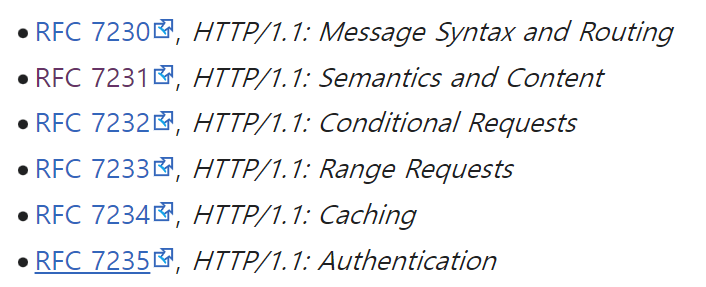 • RFC 7230, HTTP/1.1: Message Syntax and Routing
• RFC 7231, HTTP/1.1: Semantics and Content
• RFC 7232, HTTP/1.1: Conditional Requests
• RFC 7233, HTTP/1.1: Range Requests
• RFC 7234, HTTP/1.1: Caching
• RFC 7235, HTTP/1.1: Authentication